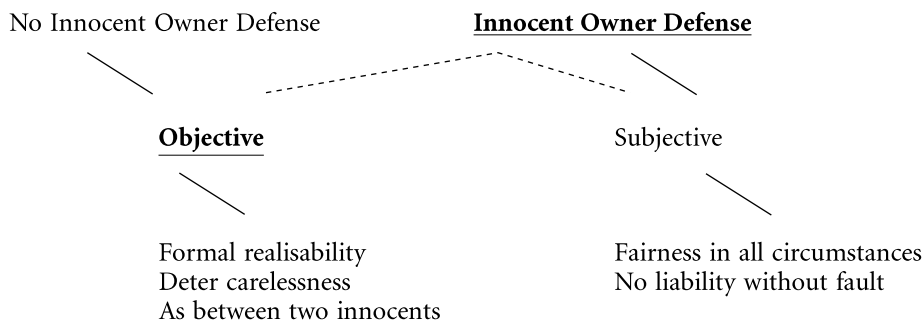 No Innocent Owner Defense
Innocent Owner Defense
Objective
Subjective
Formal realisability
Deter carelessness
As between two innocents
Fairness in all circumstances
No liability without fault